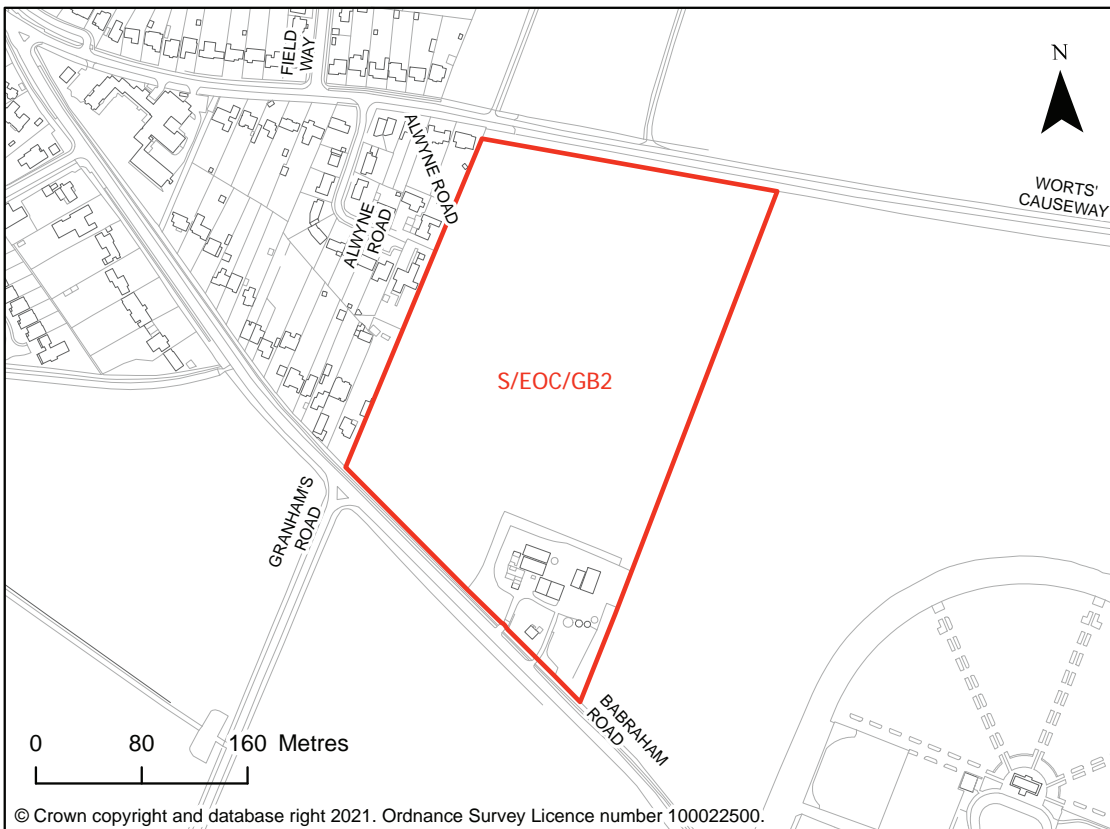 FIELD
WAY
N
ALWYNE ROAD
WORTS'
CAUSEWAY
ALWYNE
ROAD
S/EOC/GB2
GRANHAM'S
ROAD
BABRAHAM
ROAD
0 80 160 Metres
© Crown copyright and database right 2021. Ordnance Survey Licence number 100022500.